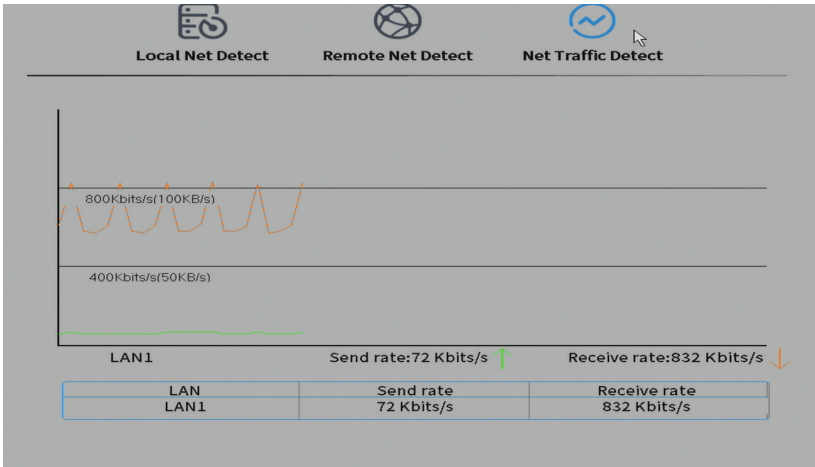 Local Net Detect
Remote Net Detect
Net Traffic Detect
800Kbits/s(100KB/s)
400Kbits/s(50KB/s)
LAN1
Send rate:72 Kbits/s
Receive rate:832 Kbits/s
LAN Send rate Receive rate
LAN1 72 Kbits/s 832 Kbits/s